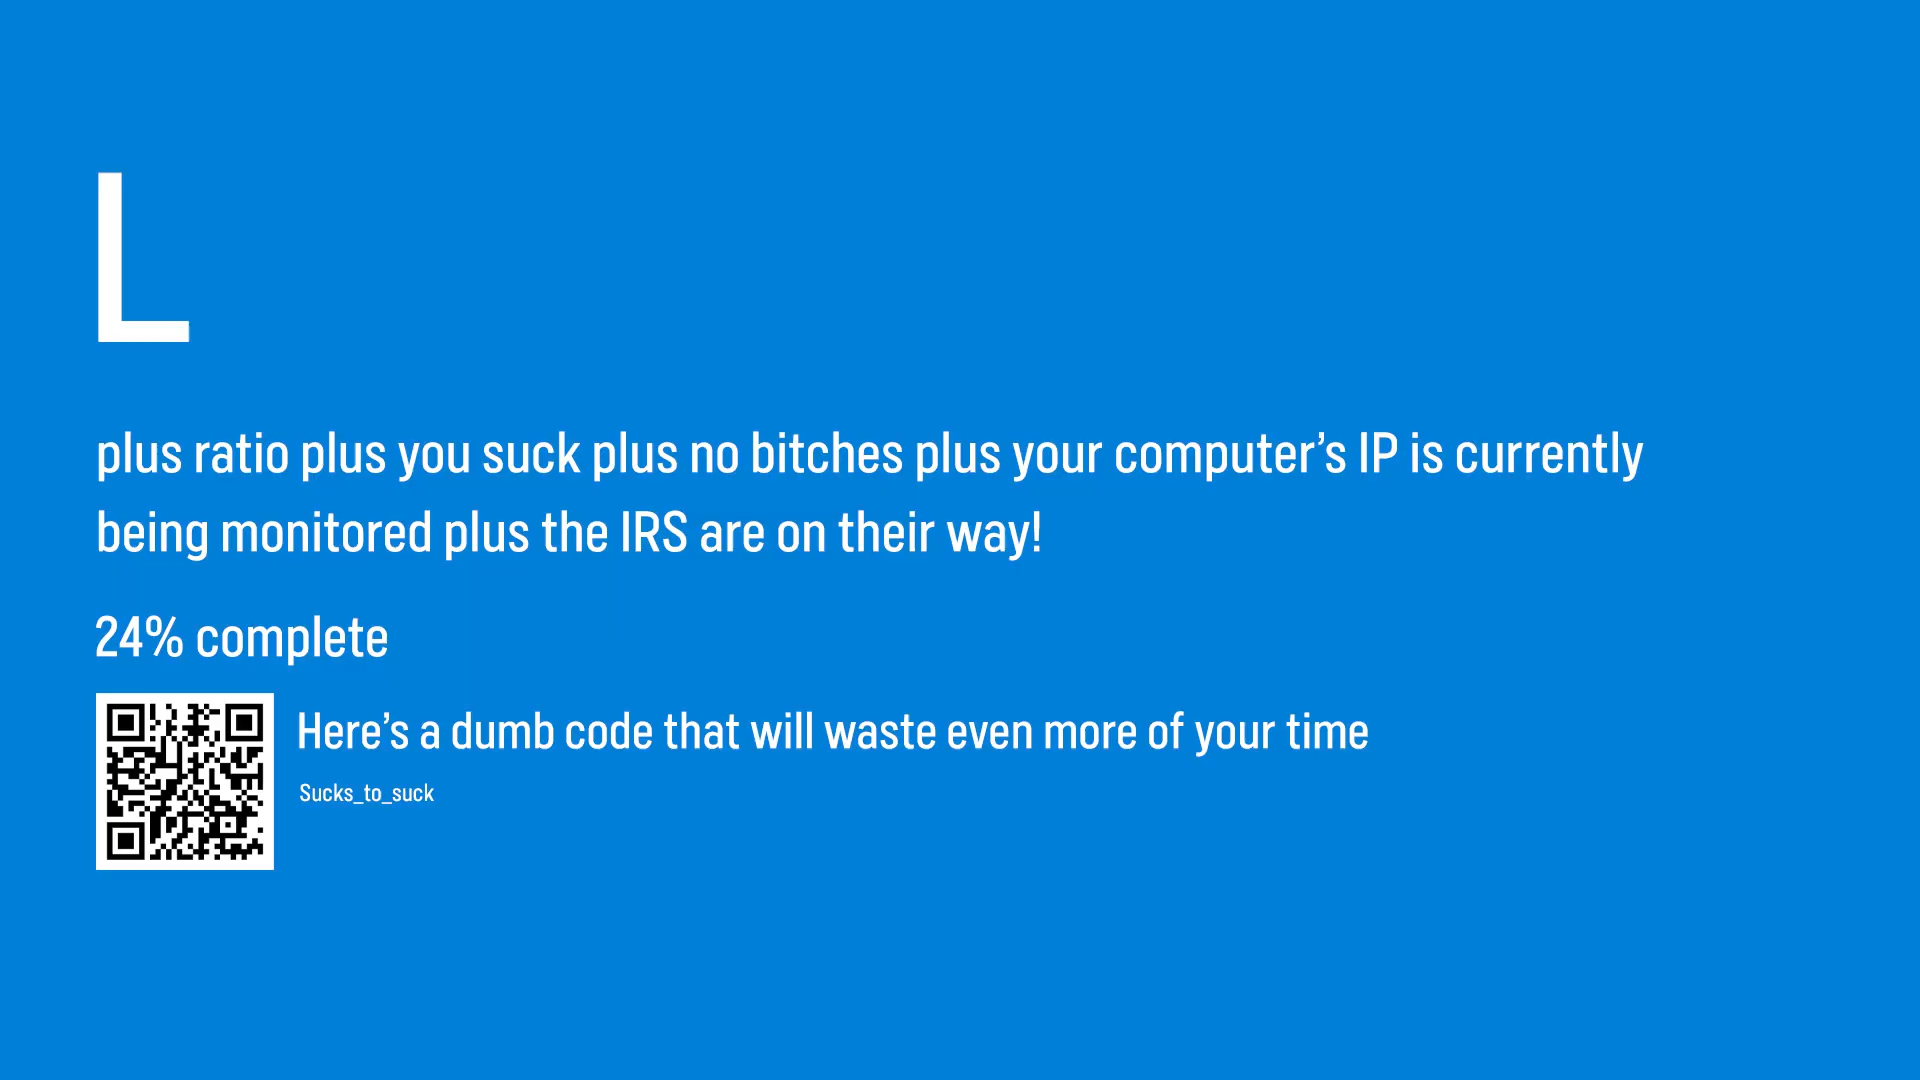 L
plus ratio plus you suck plus no bitches plus your computer’s IP is currently
being monitored plus the IRS are on their way!
24% complete
Here’s a dumb code that will waste even more of your time
Sucks_to_suck